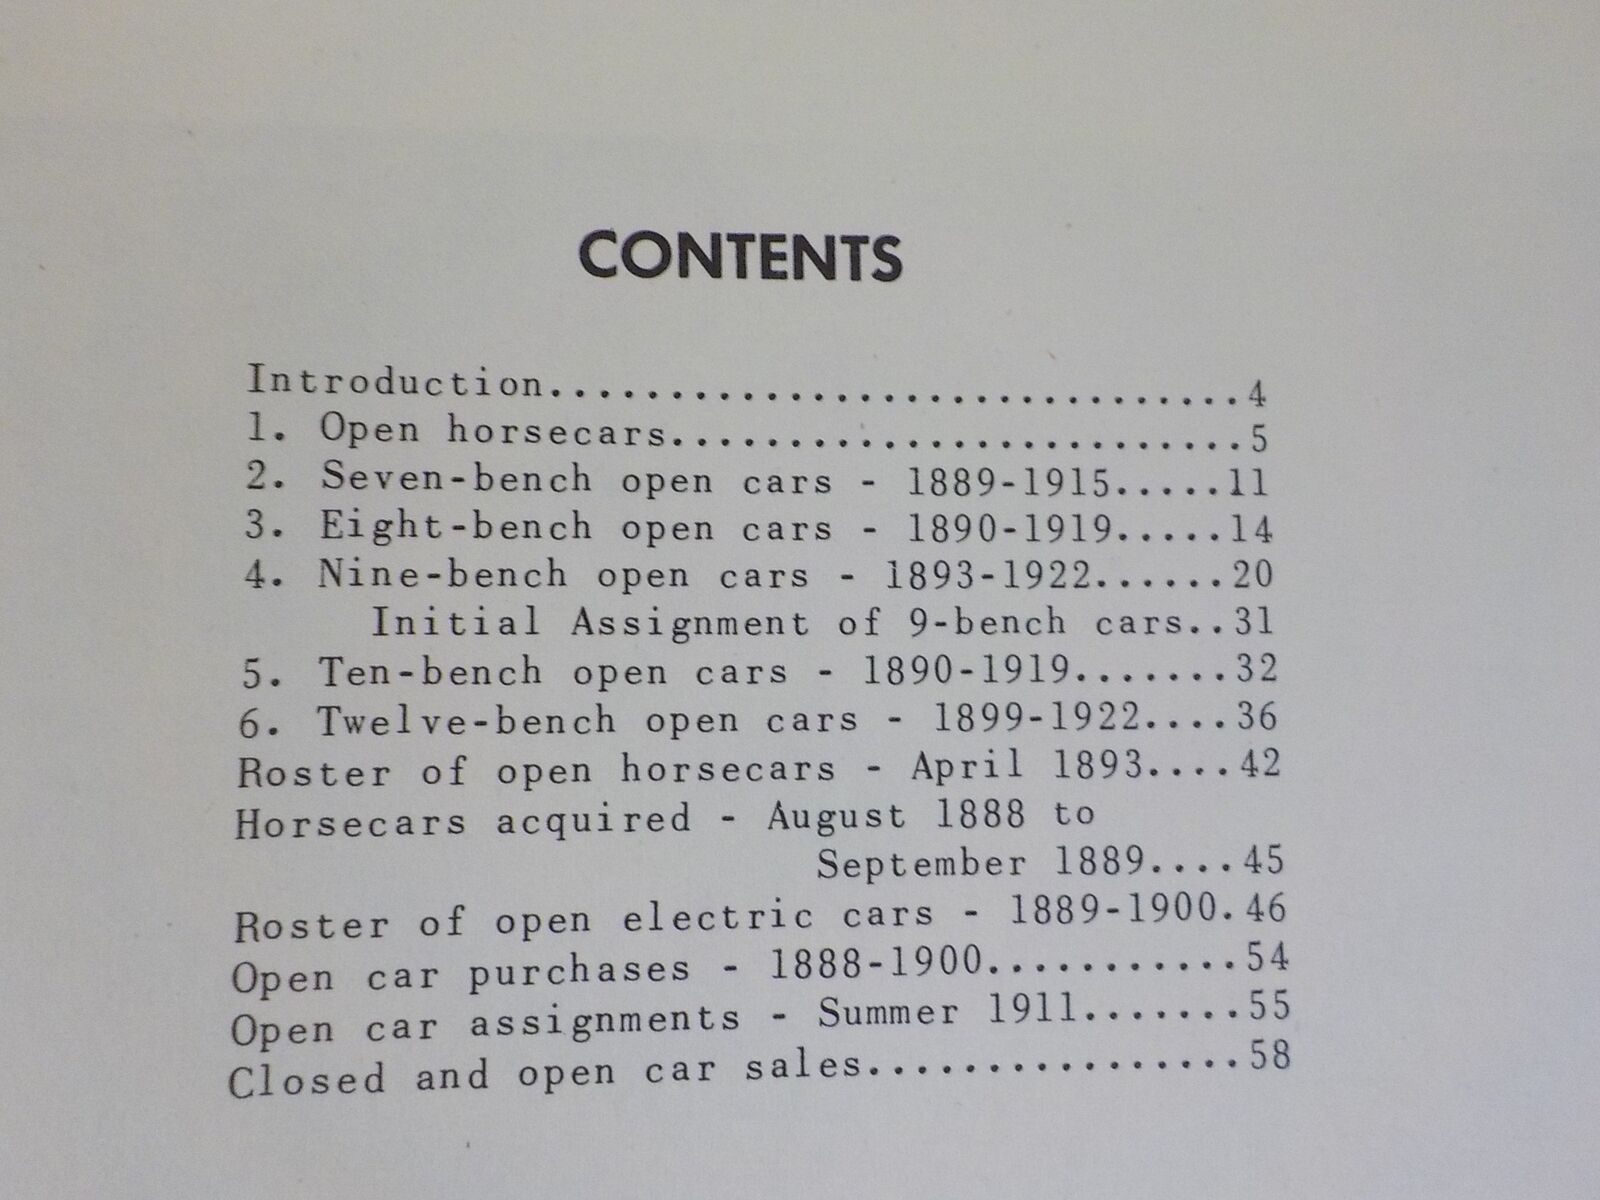 CONTENTS
Introduction.............................4
1. Open horsecars........................5
2. Seven-bench open cars - 1889-1915.....11
3. Eight-bench open cars - 1890-1919.....14
4. Nine-bench open cars - 1893-1922......20
Initial Assignment of 9-bench cars..31
5. Ten-bench open cars - 1890-1919.......32
6. Twelve-bench open cars - 1899-1922....36
Roster of open horsecars - April 1893....42
Horsecars acquired - August 1888 to
September 1889....45
Roster of open electric cars - 1889-1900.46
Open car purchases - 1888-1900...........54
Open car assignments - Summer 1911.......55
Closed and open car sales................58